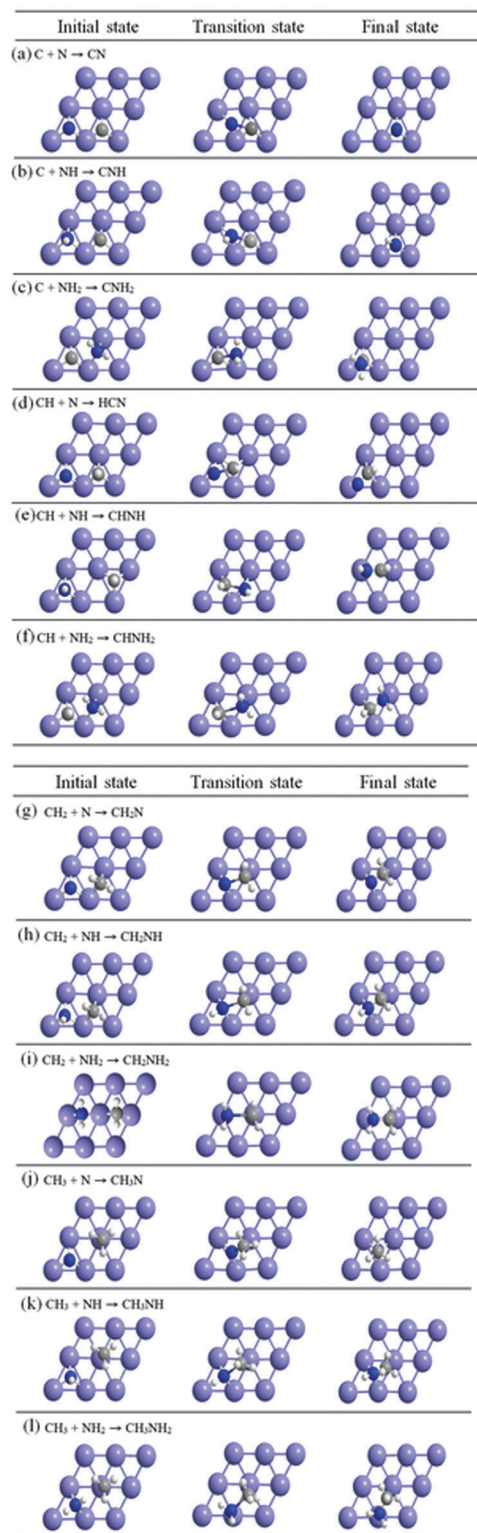 Initial state Transition state Final state
(a) C + N → CN
(b) C + NH → CNH
(c) C + NH₂ → CNH₂
(d) CH + N → HCN
(e) CH + NH → CHNH
(f) CH + NH₂ → CHNH₂
Initial state Transition state Final state
(g) CH₂ + N → CH₂N
(h) CH₂ + NH → CH₂NH
(i) CH₂ + NH₂ → CH₂NH₂
(j) CH₃ + N → CH₃N
(k) CH₃ + NH → CH₃NH
(l) CH₃ + NH₂ → CH₃NH₂